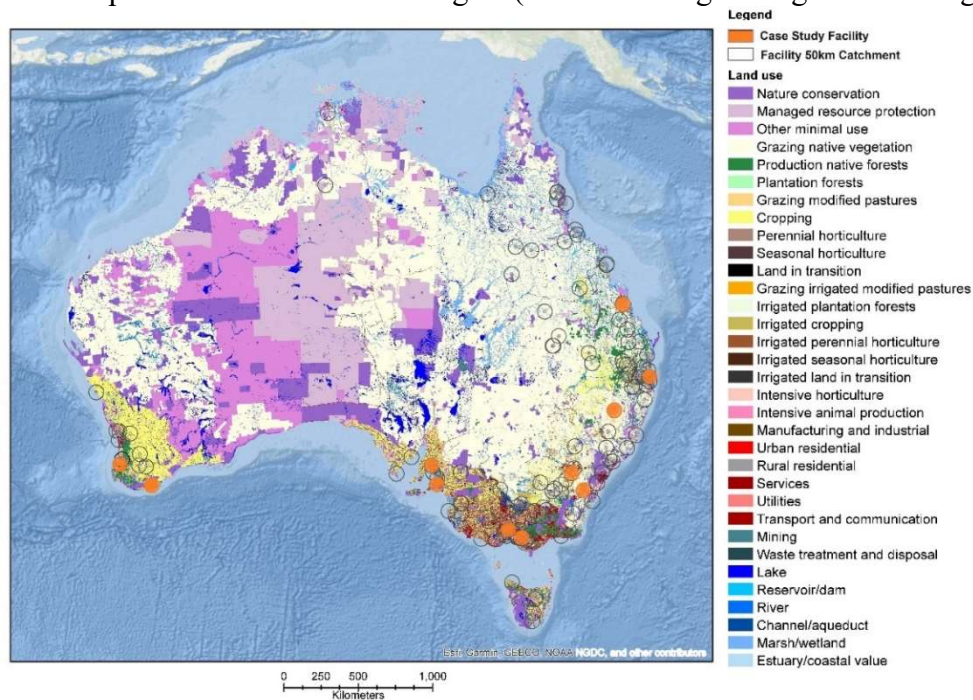 Legend
Case Study Facility
Facility 50km Catchment
Land use
Nature conservation
Managed resource protection
Other minimal use
Grazing native vegetation
Production native forests
Plantation forests
Grazing modified pastures
Cropping
Perennial horticulture
Seasonal horticulture
Land in transition
Grazing irrigated modified pastures
Irrigated plantation forests
Irrigated cropping
Irrigated perennial horticulture
Irrigated seasonal horticulture
Irrigated land in transition
Intensive horticulture
Intensive animal production
Manufacturing and industrial
Urban residential
Rural residential
Services
Utilities
Transport and communication
Mining
Waste treatment and disposal
Lake
Reservoir/dam
River
Channel/aqueduct
Marsh/wetland
Estuary/coastal value
Esri, Garmin, GEBCO, NOAA NGDC, and other contributors
0 250 500 1,000
Kilometers